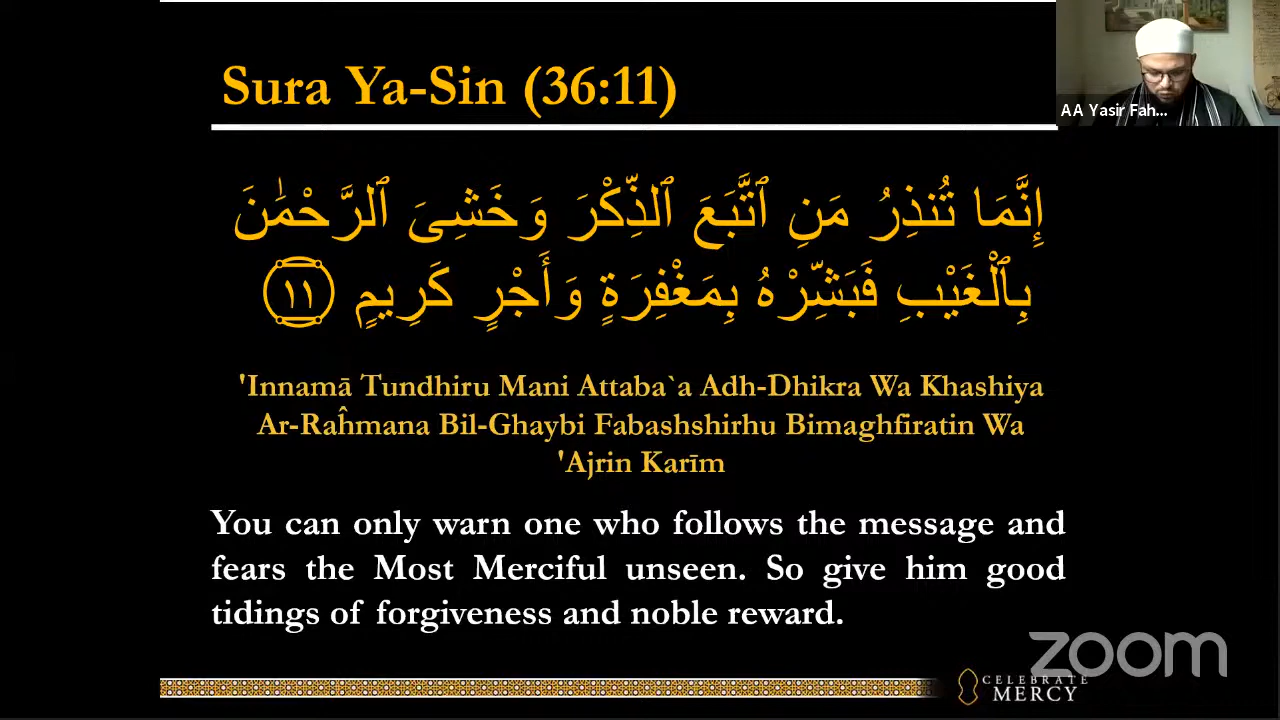 Sura Ya-Sin (36:11)
AA Yasir Fah...
إِنَّمَا تُنذِرُ مَنِ ٱتَّبَعَ ٱلذِّكْرَ وَخَشِىَ ٱلرَّحْمَٰنَ
بِٱلْغَيْبِ فَبَشِّرْهُ بِمَغْفِرَةٍ وَأَجْرٍ كَرِيمٍ ١١
'Innamā Tundhiru Mani Attaba`a Adh-Dhikra Wa Khashiya
Ar-Raĥmana Bil-Ghaybi Fabashshirhu Bimaghfiratin Wa
'Ajrin Karīm
You can only warn one who follows the message and
fears the Most Merciful unseen. So give him good
tidings of forgiveness and noble reward.
zoom
CELEBRATE
MERCY